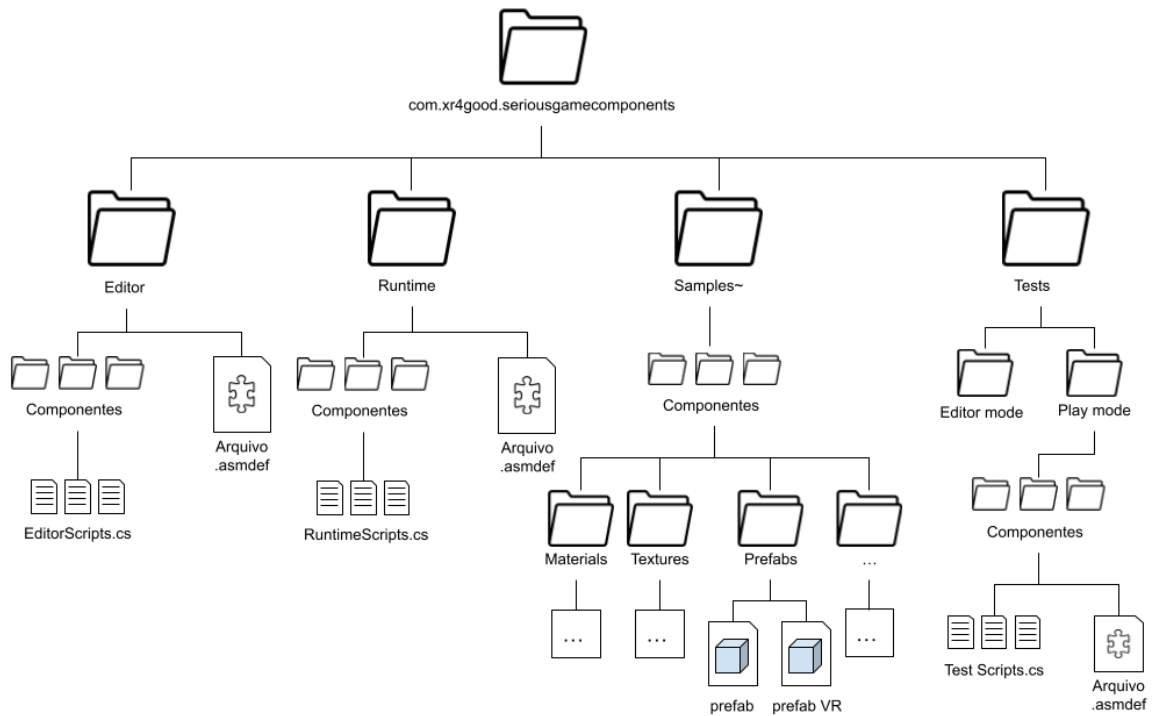 com.xr4good.seriousgamecomponents
Editor
Runtime
Samples~
Tests
Componentes
Arquivo
.asmdef
EditorScripts.cs
Componentes
Arquivo
.asmdef
RuntimeScripts.cs
Componentes
Materials
Textures
Prefabs
...
...
...
prefab
prefab VR
...
Editor mode
Play mode
Componentes
Test Scripts.cs
Arquivo
.asmdef